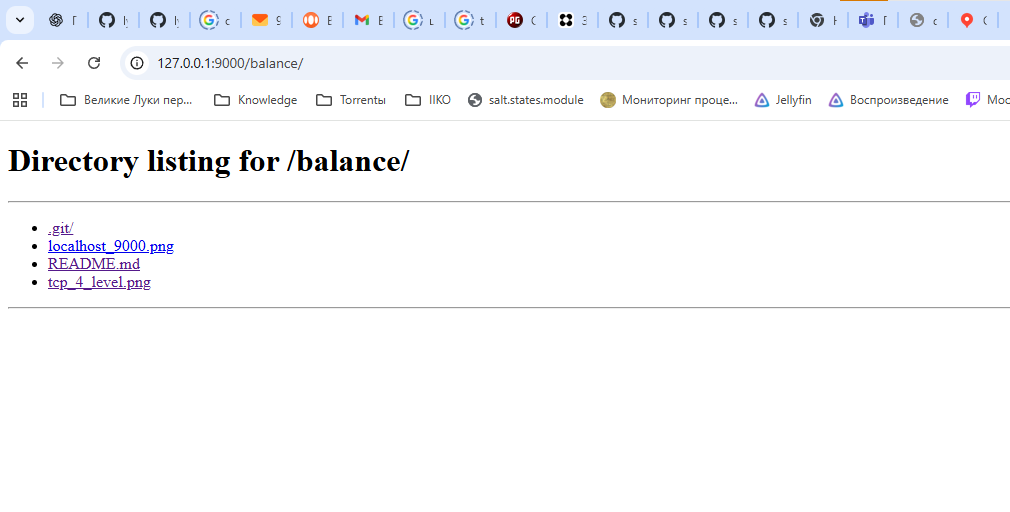 127.0.0.1:9000/balance/
Великие Луки пер... Knowledge Torrentы IIKO salt.states.module Мониторинг проце... Jellyfin Воспроизведение Мос
Directory listing for /balance/
.git/
localhost_9000.png
README.md
tcp_4_level.png